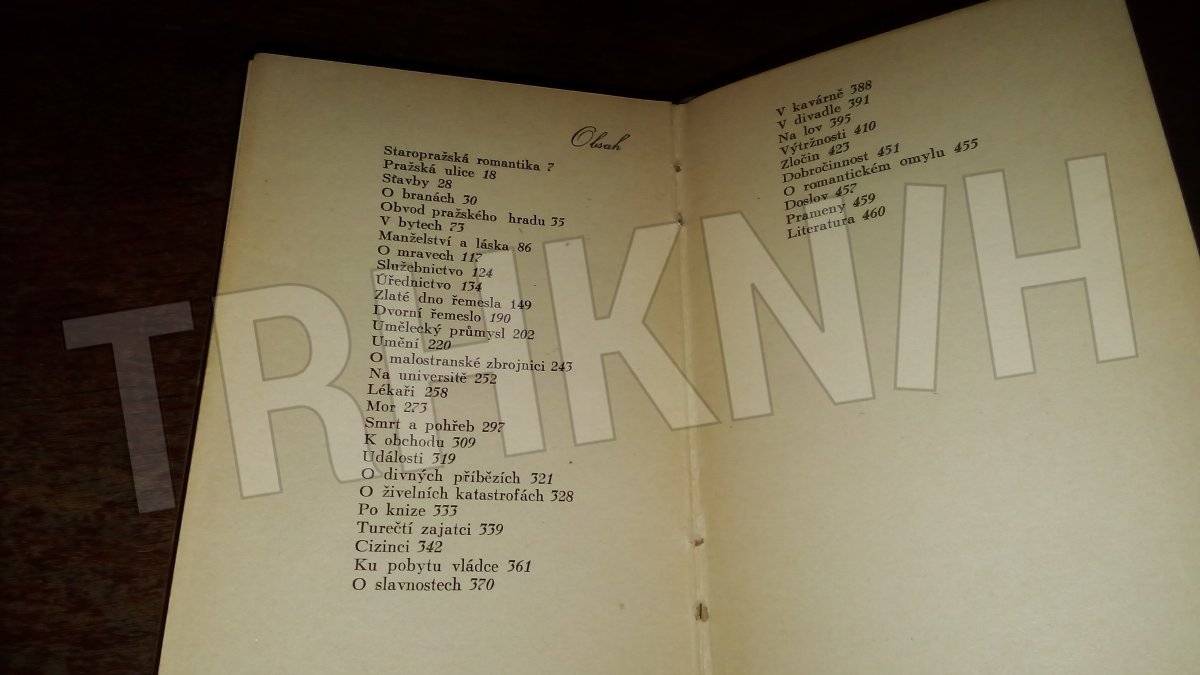 Obsah
Staropražská romantika 7
Pražská ulice 18
Stavby 28
O branách 30
Obvod pražského hradu 35
V bytech 73
Manželství a láska 86
O mravech 117
Služebnictvo 124
Úřednictvo 134
Zlaté dno řemesla 149
Dvorní řemeslo 190
Umělecký průmysl 202
Umění 220
O malostranské zbrojnici 243
Na universitě 252
Lékaři 258
Mor 273
Smrt a pohřeb 297
K obchodu 309
Události 319
O divných příbězích 321
O živelních katastrofách 328
Po knize 333
Turečtí zajatci 339
Cizinci 342
Ku pobytu vládce 361
O slavnostech 370
V kavárně 388
V divadle 391
Na lov 395
Výtržnosti 410
Zločin 423
Dobročinnost 451
O romantickém omylu 455
Doslov 457
Prameny 459
Literatura 460
TRHKNIH